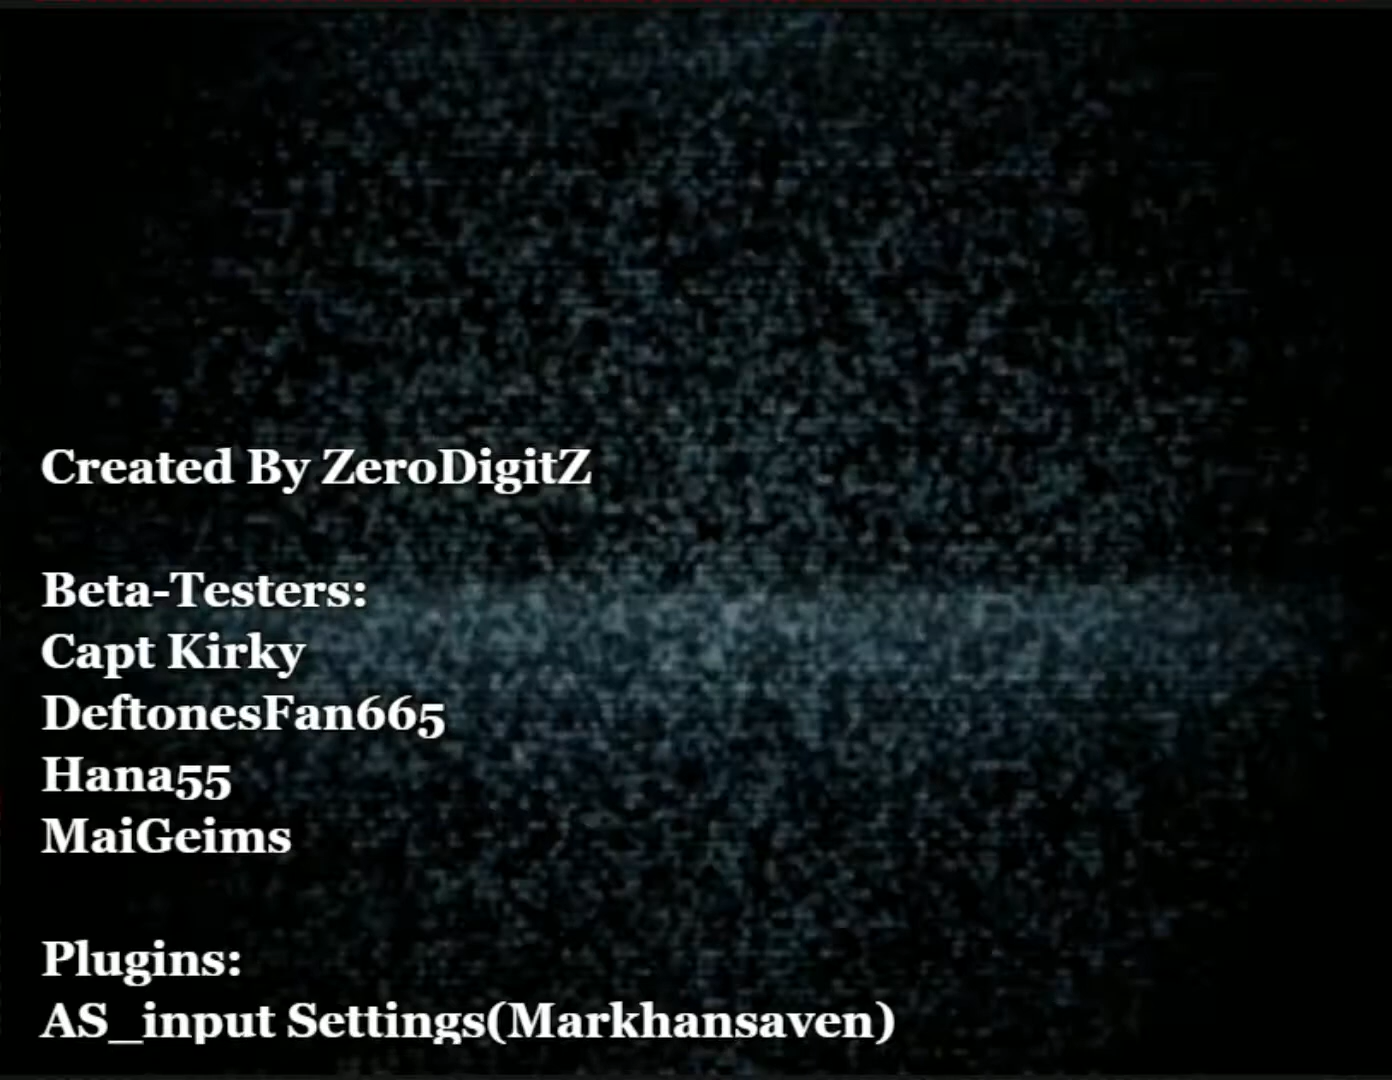 Created By ZeroDigitZ
Beta-Testers:
Capt Kirky
DeftonesFan665
Hana55
MaiGeims
Plugins:
AS_input Settings(Markhansaven)